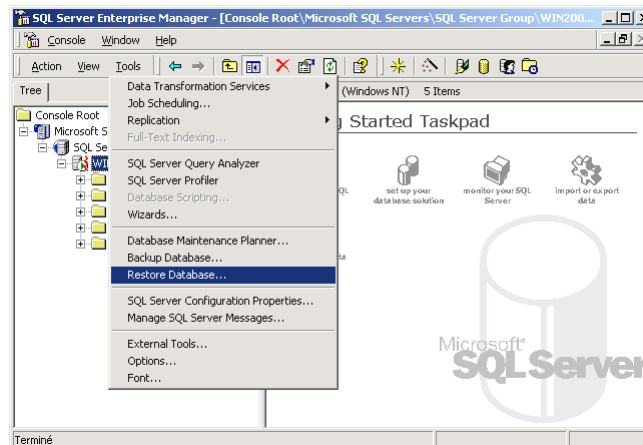 SQL Server Enterprise Manager - [Console Root\Microsoft SQL Servers\SQL Server Group\WIN200...
Console Window Help
Action View Tools
Tree
(Windows NT) 5 Items
Console Root
Microsoft S
SQL Se
WI
Data Transformation Services
Job Scheduling...
Replication
Full-Text Indexing...
SQL Server Query Analyzer
SQL Server Profiler
Database Scripting...
Wizards...
Database Maintenance Planner...
Backup Database...
Restore Database...
SQL Server Configuration Properties...
Manage SQL Server Messages...
External Tools...
Options...
Font...
g Started Taskpad
QL
set up your
database solution
monitor your SQL
Server
import or export
data
Microsoft®
SQL Server
Terminé